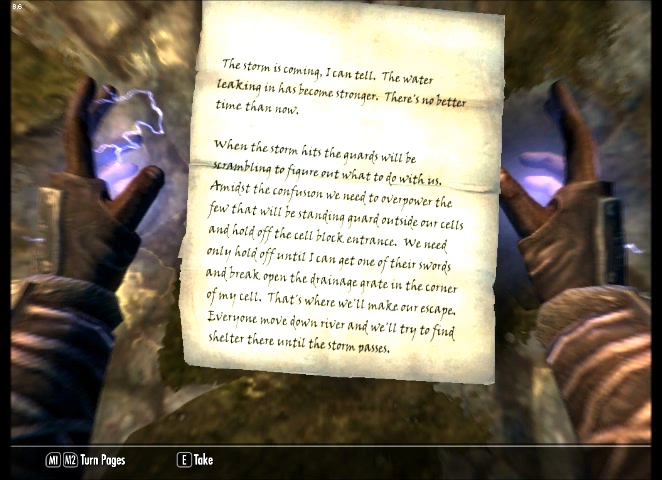 8.6
The storm is coming, I can tell. The water
leaking in has become stronger. There's no better
time than now.
When the storm hits the guards will be
scrambling to figure out what to do with us.
Amidst the confusion we need to overpower the
few that will be standing guard outside our cells
and hold off the cell block entrance. We need
only hold off until I can get one of their swords
and break open the drainage grate in the corner
of my cell. That's where we'll make our escape.
Everyone move down river and we'll try to find
shelter there until the storm passes.
M1 M2 Turn Pages E Take